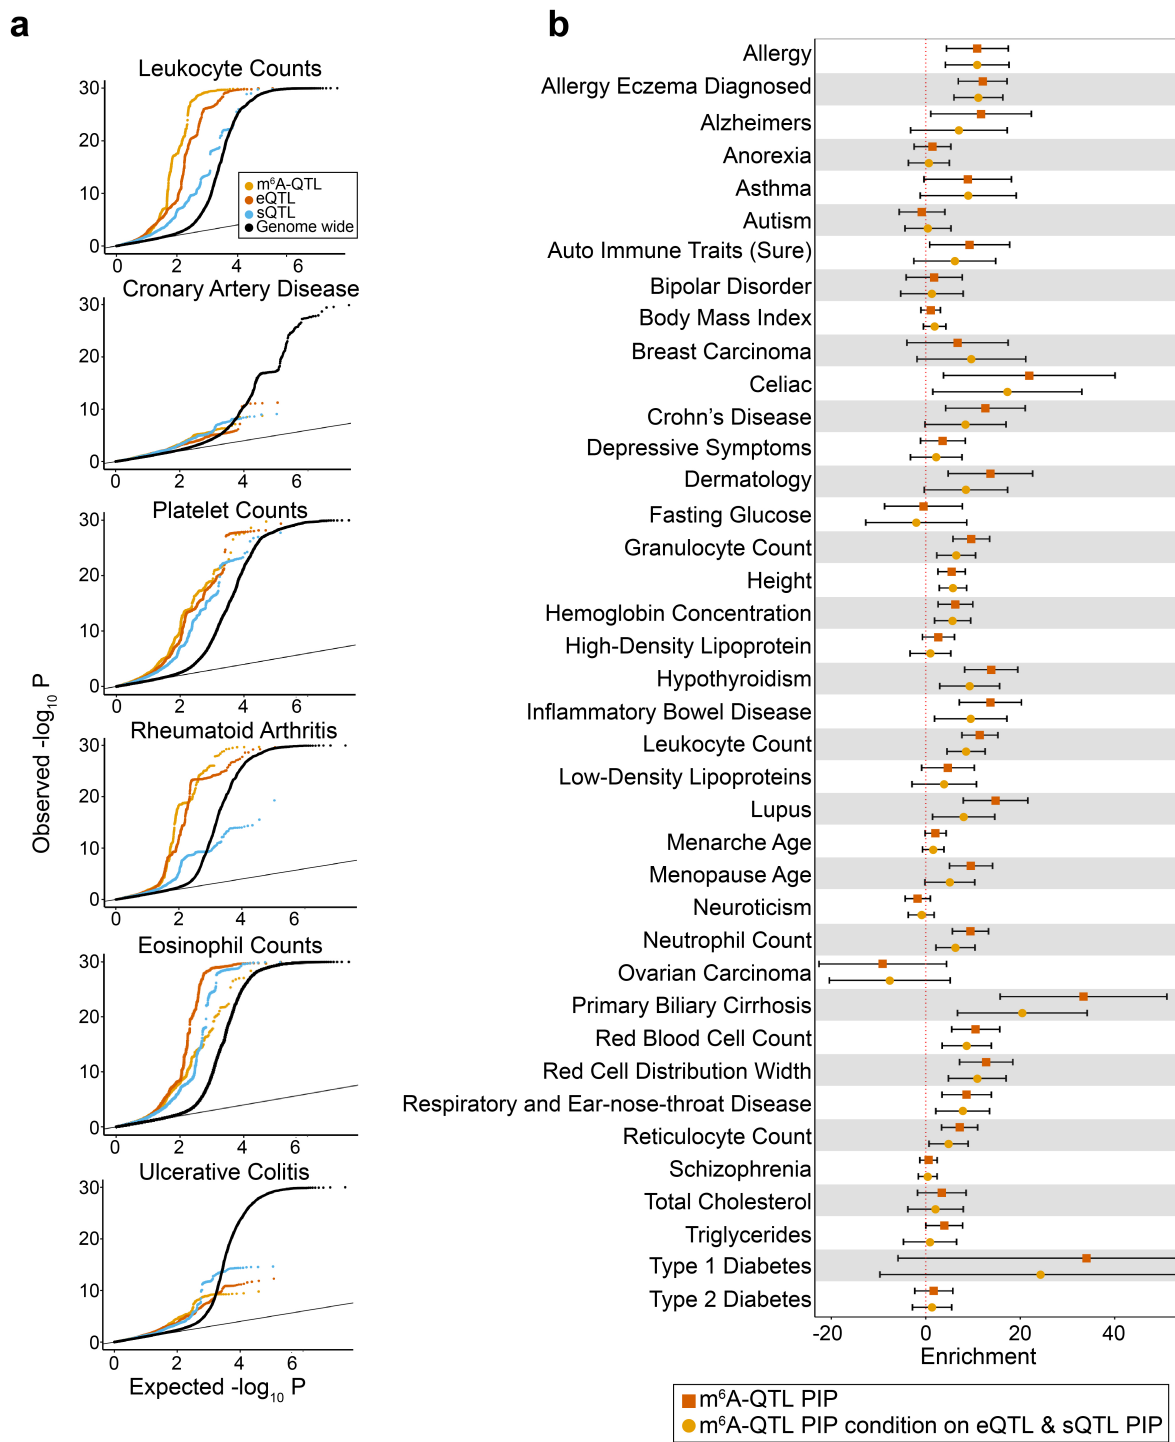 a
Leukocyte Counts
30
20
10
0
0 2 4 6
m⁶A-QTL
eQTL
sQTL
Genome wide
Cronary Artery Disease
30
20
10
0
0 2 4 6
Platelet Counts
30
20
10
0
0 2 4 6
Rheumatoid Arthritis
30
20
10
0
0 2 4 6
Eosinophil Counts
30
20
10
0
0 2 4 6
Ulcerative Colitis
30
20
10
0
0 2 4 6
Observed -log₁₀ P
Expected -log₁₀ P
b
Allergy
Allergy Eczema Diagnosed
Alzheimers
Anorexia
Asthma
Autism
Auto Immune Traits (Sure)
Bipolar Disorder
Body Mass Index
Breast Carcinoma
Celiac
Crohn’s Disease
Depressive Symptoms
Dermatology
Fasting Glucose
Granulocyte Count
Height
Hemoglobin Concentration
High-Density Lipoprotein
Hypothyroidism
Inflammatory Bowel Disease
Leukocyte Count
Low-Density Lipoproteins
Lupus
Menarche Age
Menopause Age
Neuroticism
Neutrophil Count
Ovarian Carcinoma
Primary Biliary Cirrhosis
Red Blood Cell Count
Red Cell Distribution Width
Respiratory and Ear-nose-throat Disease
Reticulocyte Count
Schizophrenia
Total Cholesterol
Triglycerides
Type 1 Diabetes
Type 2 Diabetes
-20 0 20 40
Enrichment
m⁶A-QTL PIP
m⁶A-QTL PIP condition on eQTL & sQTL PIP